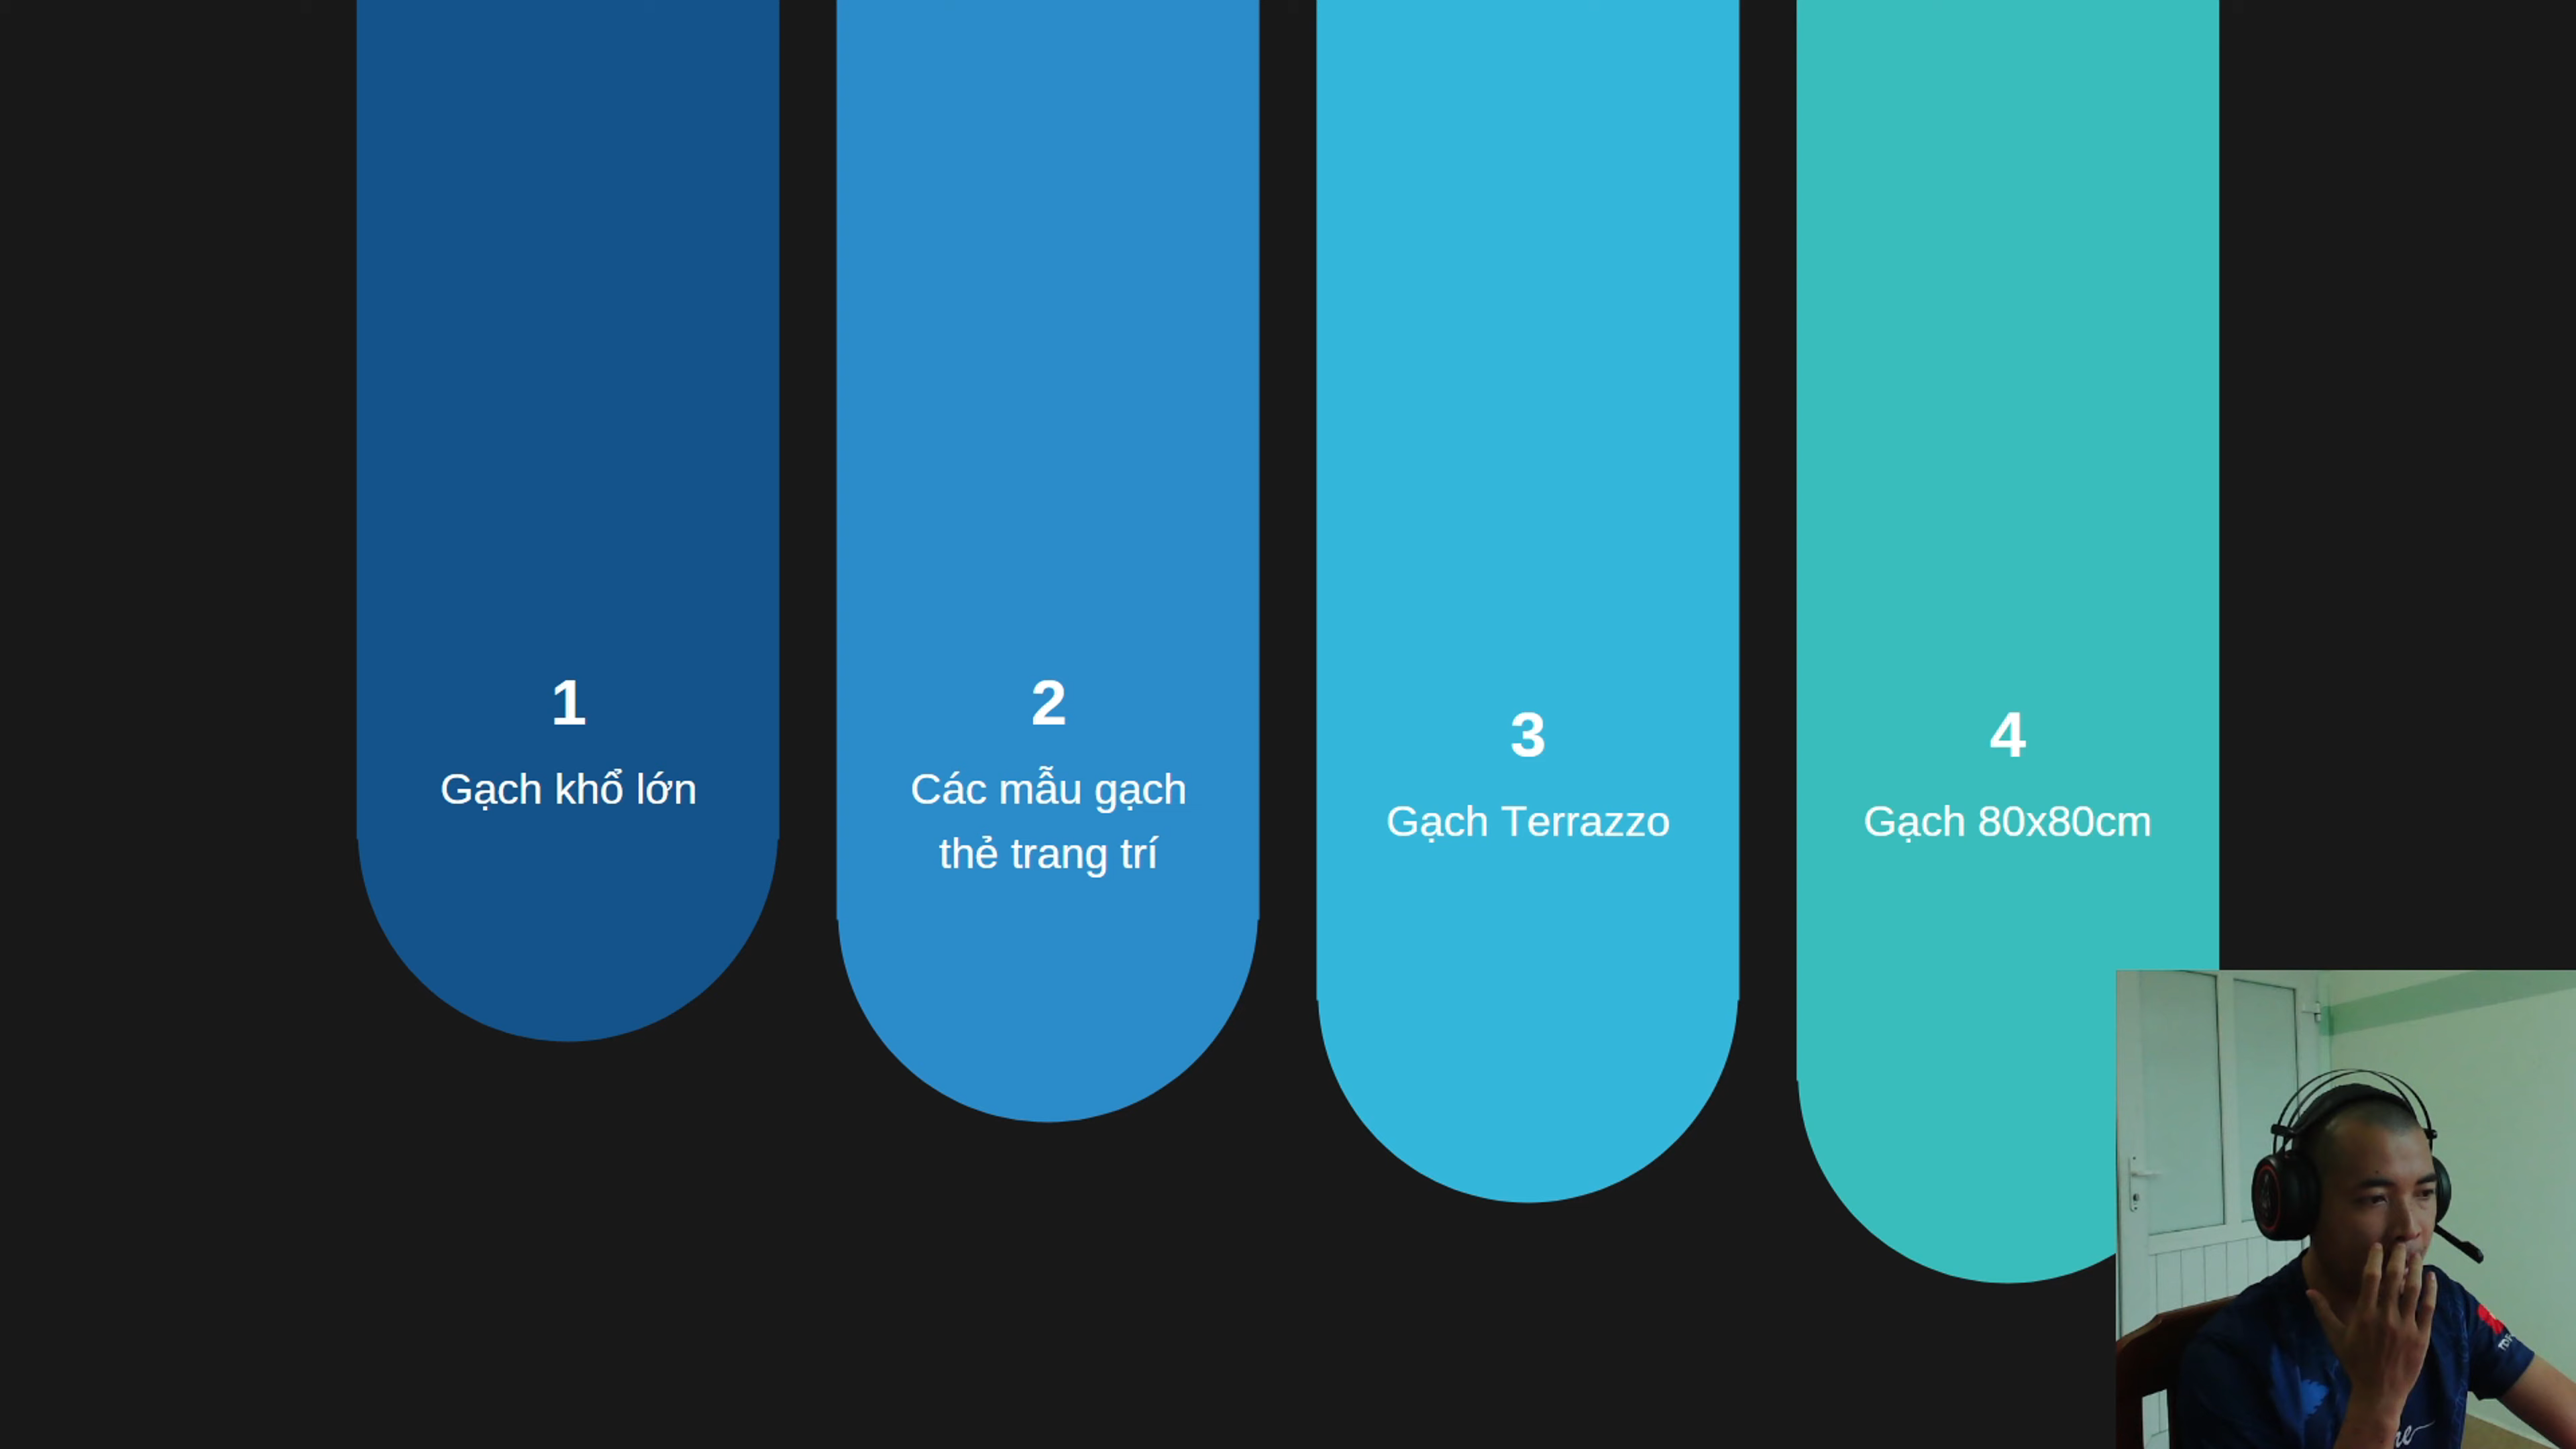 1
Gạch khổ lớn
2
Các mẫu gạch
thẻ trang trí
3
Gạch Terrazzo
4
Gạch 80x80cm